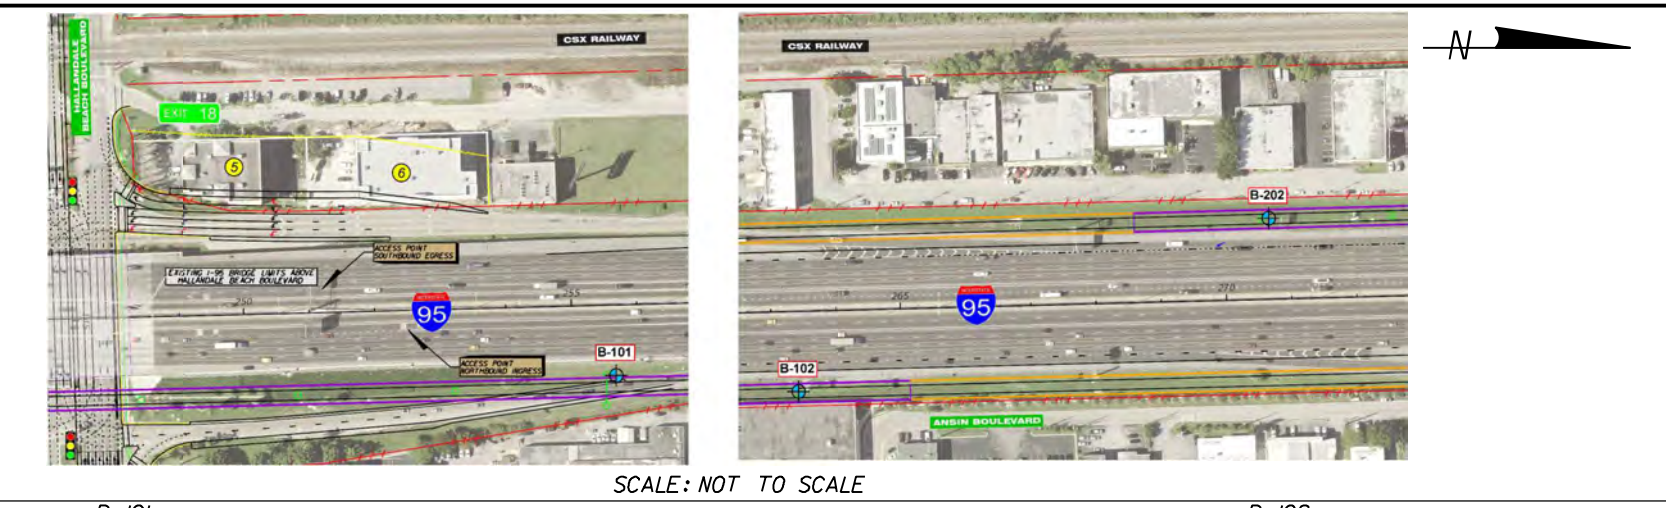 HALLANDALE
BEACH BOULEVARD
CSX RAILWAY
EXIT 18
5
6
ACCESS POINT
SOUTHBOUND EGRESS
EXISTING I-95 BRIDGE LIMITS ABOVE
HALLANDALE BEACH BOULEVARD
250
255
INTERSTATE
95
B-101
ACCESS POINT
NORTHBOUND INGRESS
CSX RAILWAY
B-202
265
270
INTERSTATE
95
B-102
ANSIN BOULEVARD
N
SCALE: NOT TO SCALE